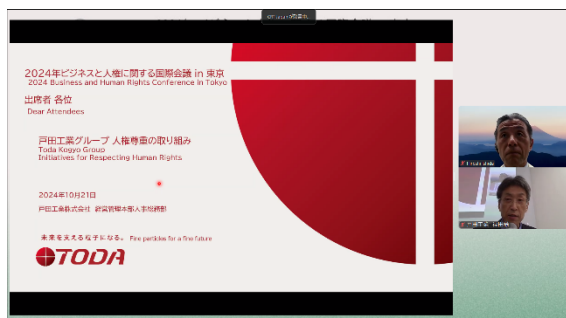 2024年ビジネスと人権に関する国際会議 in 東京
2024 Business and Human Rights Conference in Tokyo
出席者 各位
Dear Attendees
戸田工業グループ 人権尊重の取り組み
Toda Kogyo Group
Initiatives for Respecting Human Rights
2024年10月21日
戸田工業株式会社 経営管理本部人事総務部
未来を支える粒子になる。 Fine particles for a fine future
TODA